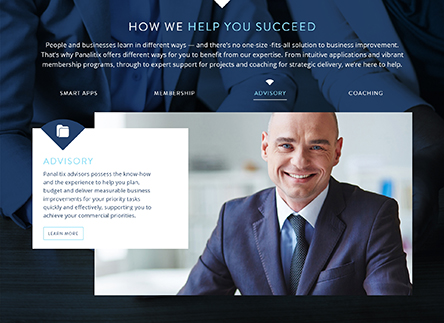 HOW WE HELP YOU SUCCEED
People and businesses learn in different ways — and there's no one-size -fits-all solution to business improvement.
That's why Panalitix offers different ways for you to benefit from our expertise. From intuitive applications and vibrant
membership programs, through to expert support for projects and coaching for strategic delivery, we're here to help.
SMART APPS MEMBERSHIP ADVISORY COACHING
ADVISORY
Panalitix advisors possess the know-how
and the experience to help you plan,
budget and deliver measurable business
improvements for your priority tasks
quickly and effectively, supporting you to
achieve your commercial priorities.
LEARN MORE